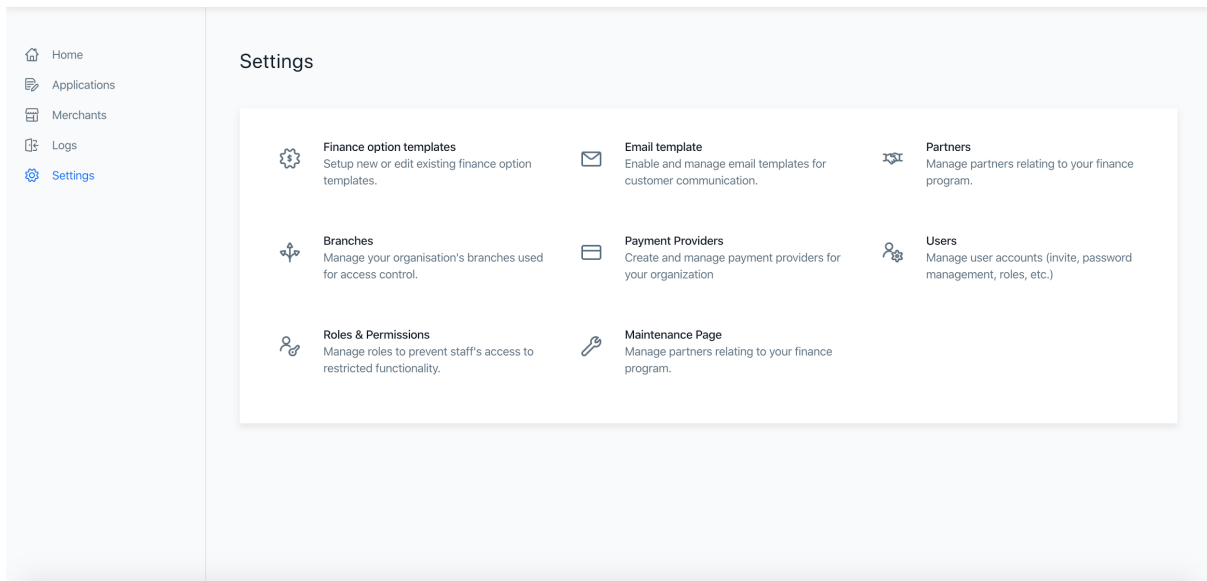 Home
Applications
Merchants
Logs
Settings
Settings
Finance option templates
Setup new or edit existing finance option
templates.
Email template
Enable and manage email templates for
customer communication.
Partners
Manage partners relating to your finance
program.
Branches
Manage your organisation's branches used
for access control.
Payment Providers
Create and manage payment providers for
your organization
Users
Manage user accounts (invite, password
management, roles, etc.)
Roles & Permissions
Manage roles to prevent staff's access to
restricted functionality.
Maintenance Page
Manage partners relating to your finance
program.